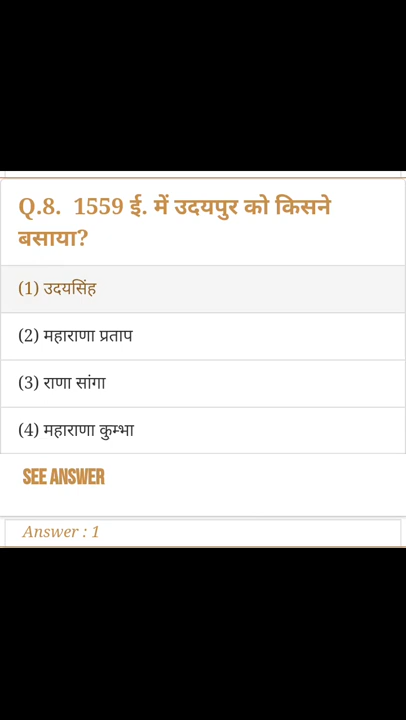 Q.8. 1559 ई. में उदयपुर को किसने
बसाया?
(1) उदयसिंह
(2) महाराणा प्रताप
(3) राणा सांगा
(4) महाराणा कुम्भा
SEE ANSWER
Answer : 1